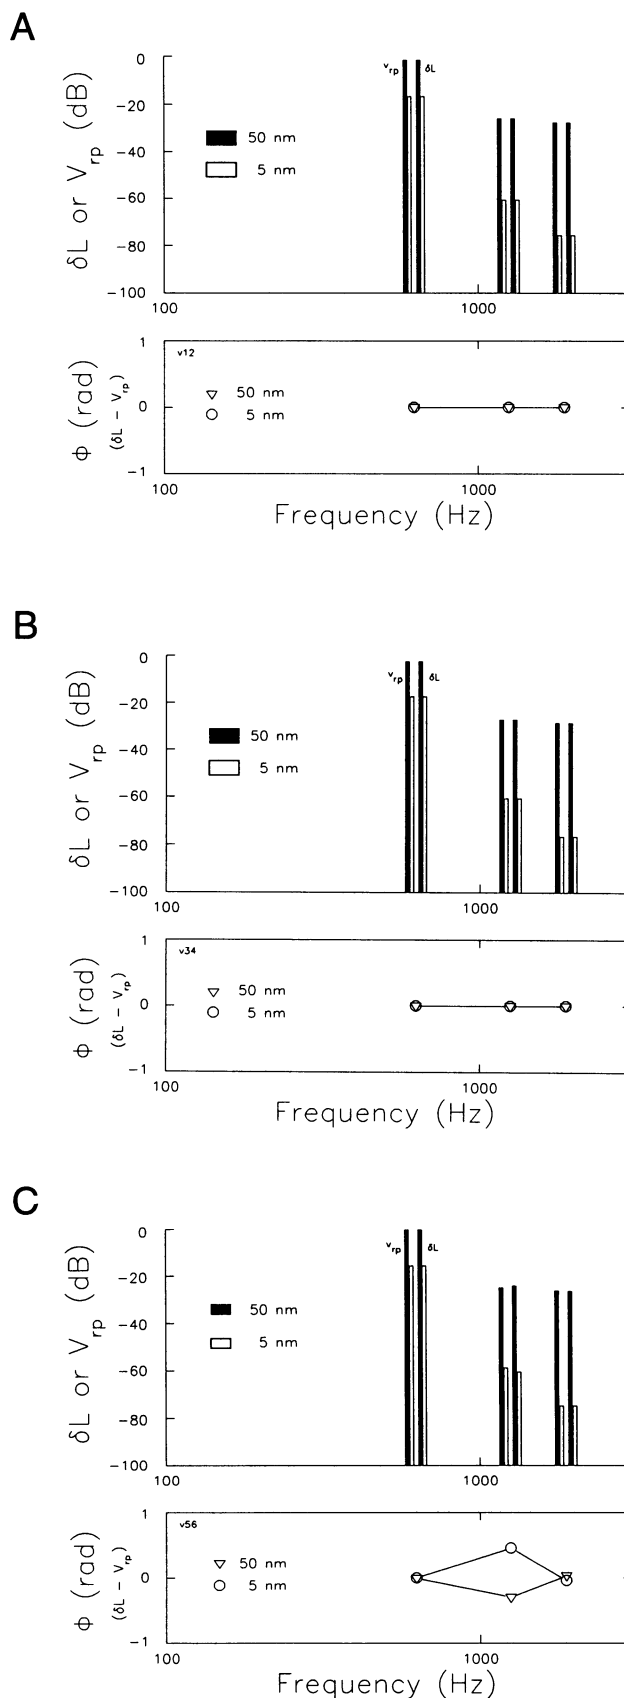 A
δL or V_rp (dB)
0
-20
-40
-60
-80
-100
v_rp
δL
50 nm
5 nm
100
1000
Φ (rad)
(δL - V_rp)
1
0
-1
v12
50 nm
5 nm
100
1000
Frequency (Hz)
B
δL or V_rp (dB)
0
-20
-40
-60
-80
-100
v_rp
δL
50 nm
5 nm
100
1000
Φ (rad)
(δL - V_rp)
1
0
-1
v34
50 nm
5 nm
100
1000
Frequency (Hz)
C
δL or V_rp (dB)
0
-20
-40
-60
-80
-100
v_rp
δL
50 nm
5 nm
100
1000
Φ (rad)
(δL - V_rp)
1
0
-1
v56
50 nm
5 nm
100
1000
Frequency (Hz)